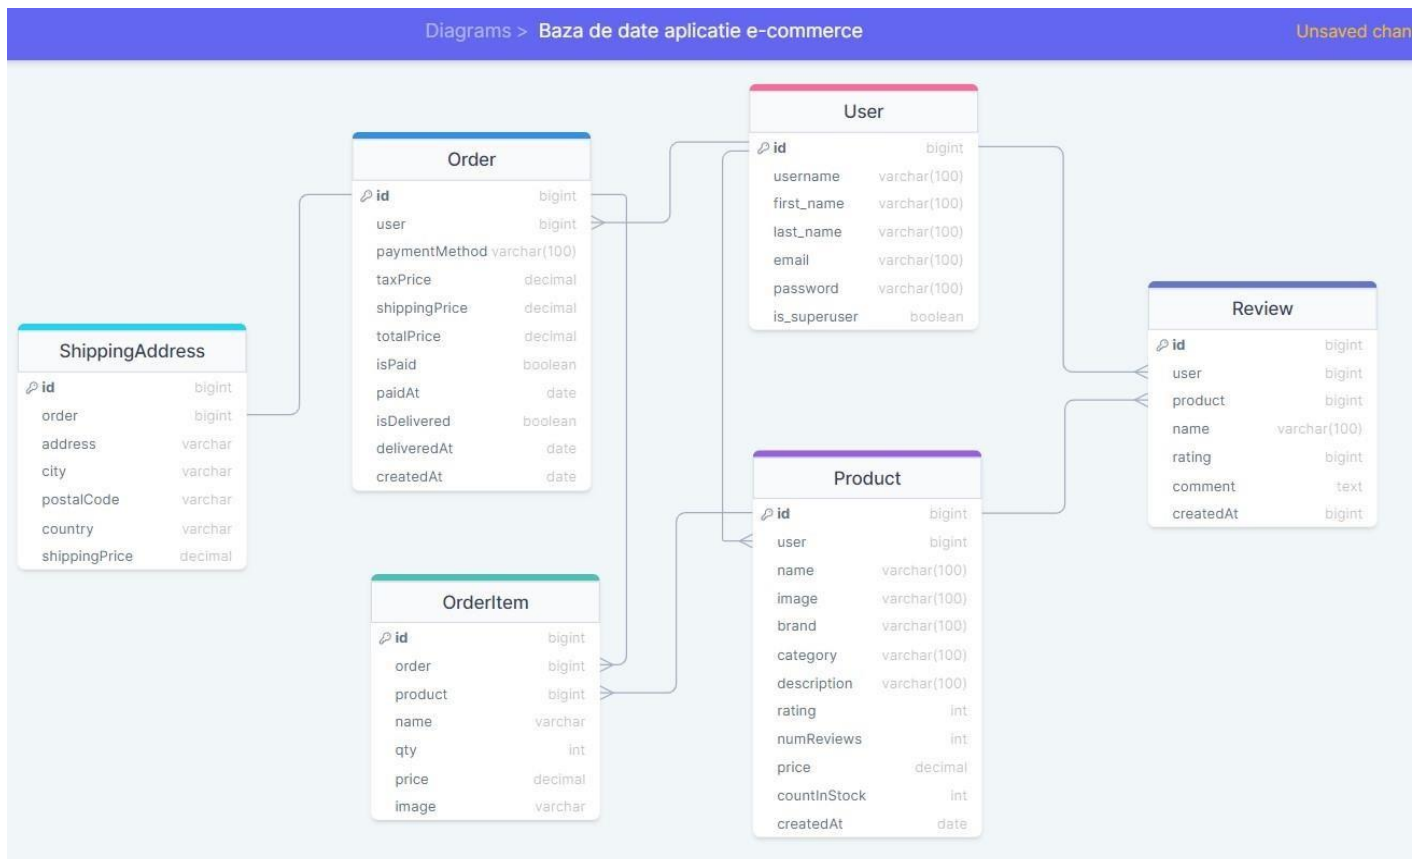 Diagrams > Baza de date aplicatie e-commerce
Unsaved chan
User
id bigint
username varchar(100)
first_name varchar(100)
last_name varchar(100)
email varchar(100)
password varchar(100)
is_superuser boolean
Order
id bigint
user bigint
paymentMethod varchar(100)
taxPrice decimal
shippingPrice decimal
totalPrice decimal
isPaid boolean
paidAt date
isDelivered boolean
deliveredAt date
createdAt date
Review
id bigint
user bigint
product bigint
name varchar(100)
rating bigint
comment text
createdAt bigint
ShippingAddress
id bigint
order bigint
address varchar
city varchar
postalCode varchar
country varchar
shippingPrice decimal
Product
id bigint
user bigint
name varchar(100)
image varchar(100)
brand varchar(100)
category varchar(100)
description varchar(100)
rating int
numReviews int
price decimal
countInStock int
createdAt date
OrderItem
id bigint
order bigint
product bigint
name varchar
qty int
price decimal
image varchar